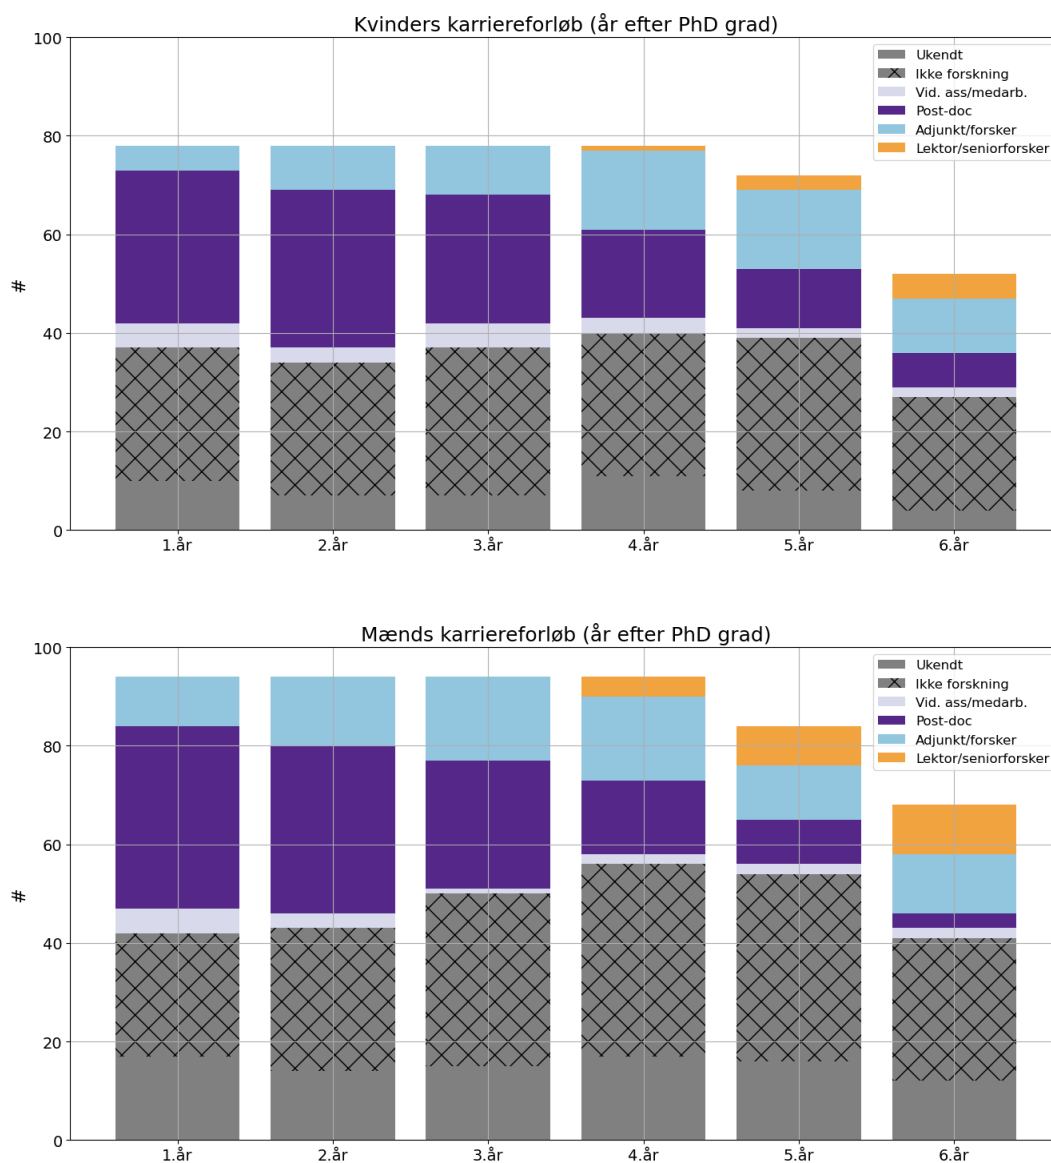 Kvinders karriereforløb (år efter PhD grad)
100
80
60
40
20
0
#
Ukendt
Ikke forskning
Vid. ass/medarb.
Post-doc
Adjunkt/forsker
Lektor/seniorforsker
1.år 2.år 3.år 4.år 5.år 6.år
Mænds karriereforløb (år efter PhD grad)
100
80
60
40
20
0
#
Ukendt
Ikke forskning
Vid. ass/medarb.
Post-doc
Adjunkt/forsker
Lektor/seniorforsker
1.år 2.år 3.år 4.år 5.år 6.år